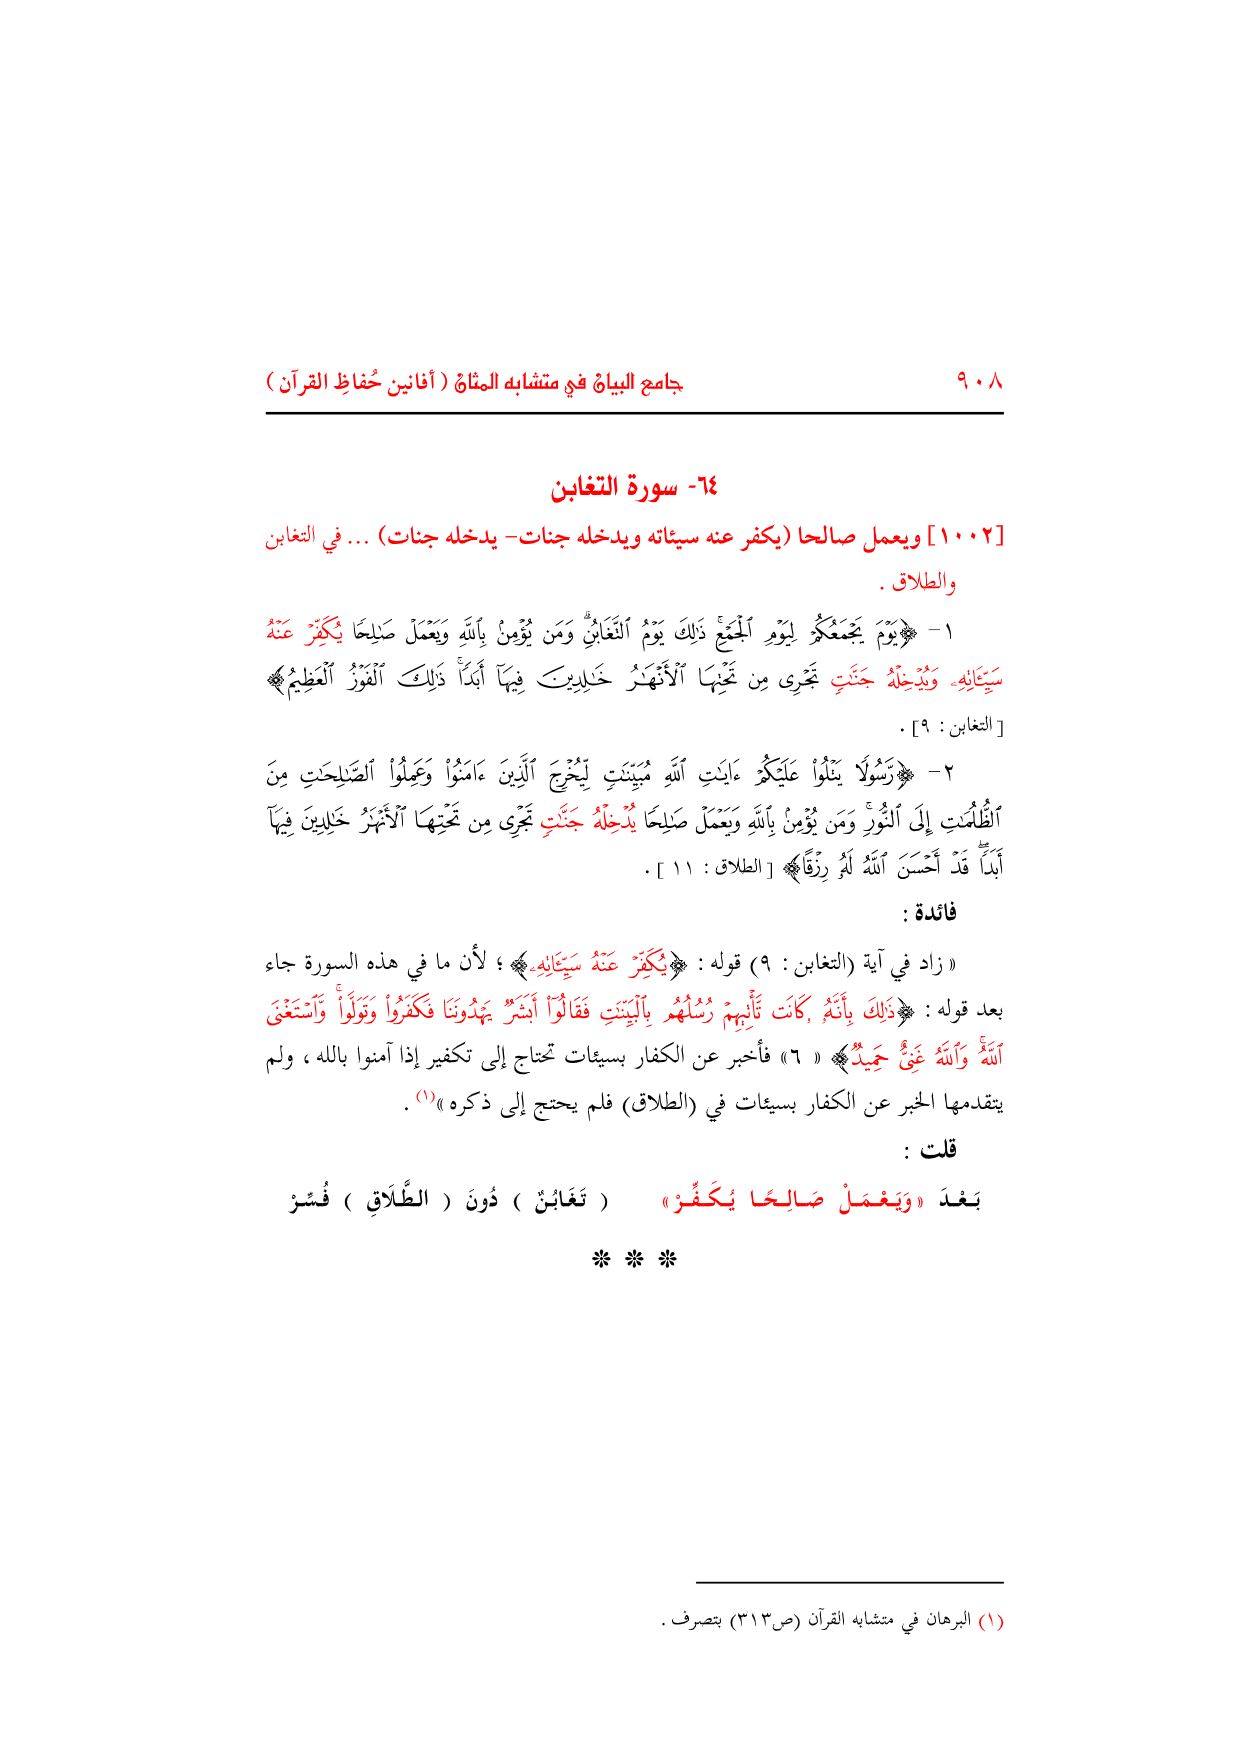 ٩٠٨ جامع البيان في متشابه المثان ( أفانين حُفاظِ القرآن )
٦٤- سورة التغابن
[١٠٠٢] ويعمل صالحا (يكفر عنه سيئاته ويدخله جنات– يدخله جنات) ... في التغابن
والطلاق .
١– ﴿يَوۡمَ يَجۡمَعُكُمۡ لِيَوۡمِ ٱلۡجَمۡعِۖ ذَٰلِكَ يَوۡمُ ٱلتَّغَابُنِۗ وَمَن يُؤۡمِنۢ بِٱللَّهِ وَيَعۡمَلۡ صَٰلِحٗا يُكَفِّرۡ عَنۡهُ
سَيِّـَٔاتِهِۦ وَيُدۡخِلۡهُ جَنَّٰتٖ تَجۡرِي مِن تَحۡتِهَا ٱلۡأَنۡهَٰرُ خَٰلِدِينَ فِيهَآ أَبَدٗاۚ ذَٰلِكَ ٱلۡفَوۡزُ ٱلۡعَظِيمُ﴾
[التغابن : ٩] .
٢– ﴿رَّسُولٗا يَتۡلُواْ عَلَيۡكُمۡ ءَايَٰتِ ٱللَّهِ مُبَيِّنَٰتٖ لِّيُخۡرِجَ ٱلَّذِينَ ءَامَنُواْ وَعَمِلُواْ ٱلصَّٰلِحَٰتِ مِنَ
ٱلظُّلُمَٰتِ إِلَى ٱلنُّورِۚ وَمَن يُؤۡمِنۢ بِٱللَّهِ وَيَعۡمَلۡ صَٰلِحٗا يُدۡخِلۡهُ جَنَّٰتٖ تَجۡرِي مِن تَحۡتِهَا ٱلۡأَنۡهَٰرُ خَٰلِدِينَ فِيهَآ
أَبَدٗاۖ قَدۡ أَحۡسَنَ ٱللَّهُ لَهُۥ رِزۡقًا﴾ [الطلاق : ١١ ] .
فائدة :
« زاد في آية (التغابن : ٩) قوله : ﴿يُكَفِّرۡ عَنۡهُ سَيِّـَٔاتِهِۦ﴾ ؛ لأن ما في هذه السورة جاء
بعد قوله : ﴿ذَٰلِكَ بِأَنَّهُۥ كَانَت تَّأۡتِيهِمۡ رُسُلُهُم بِٱلۡبَيِّنَٰتِ فَقَالُوٓاْ أَبَشَرٞ يَهۡدُونَنَا فَكَفَرُواْ وَتَوَلَّواْۚ وَّٱسۡتَغۡنَى
ٱللَّهُۚ وَٱللَّهُ غَنِيٌّ حَمِيدٞ﴾ « ٦» فأخبر عن الكفار بسيئات تحتاج إلى تكفير إذا آمنوا بالله ، ولم
يتقدمها الخبر عن الكفار بسيئات في (الطلاق) فلم يحتج إلى ذكره»(١) .
قلت :
بَعْدَ «وَيَعْمَلْ صَالِحًا يُكَفِّرْ» ( تَغَابُنٌ ) دُونَ ( الطَّلَاقِ ) فُسِّرْ
❊ ❊ ❊
(١) البرهان في متشابه القرآن (ص٣١٣) بتصرف .